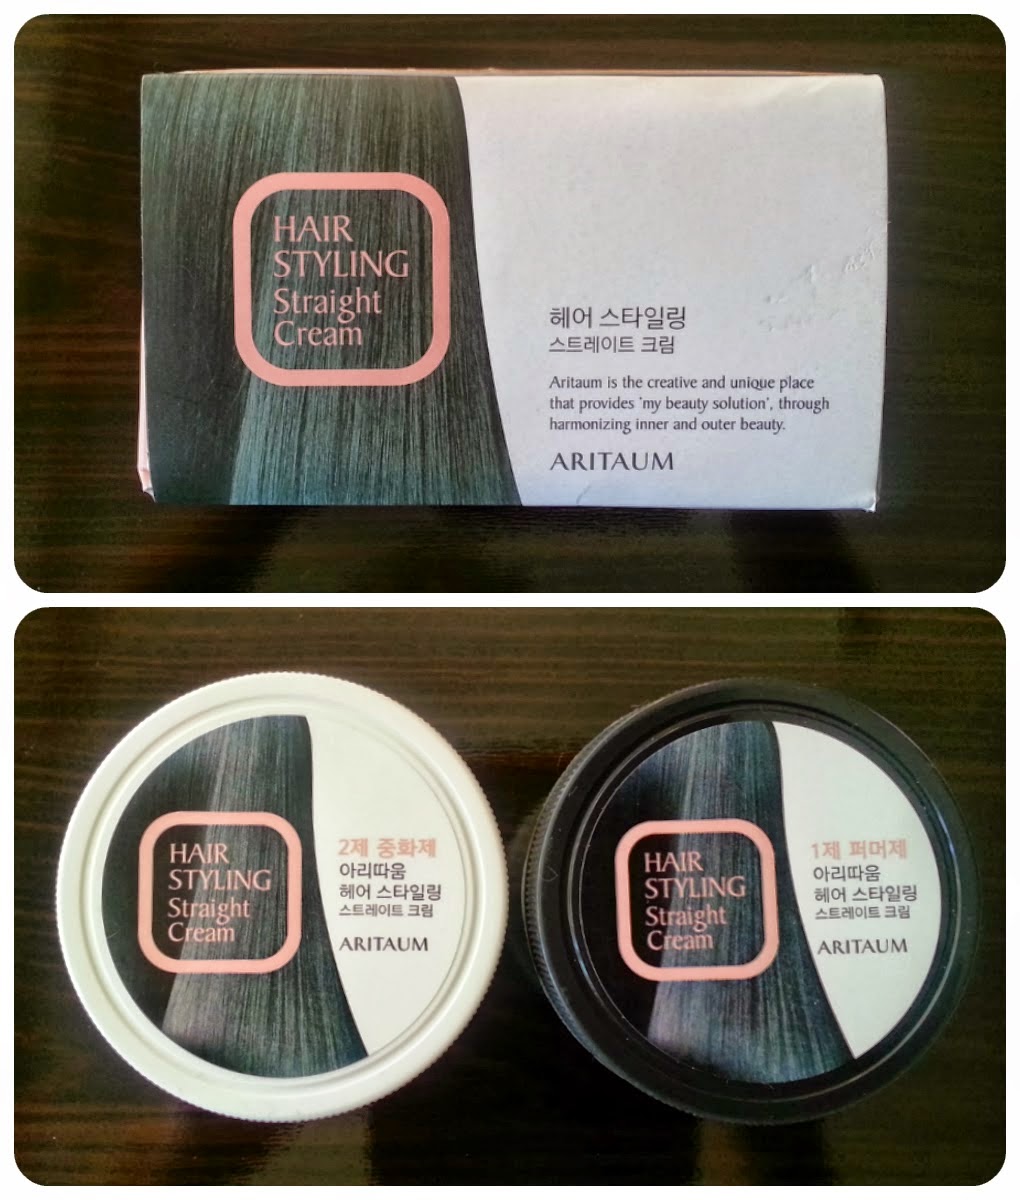 HAIR
STYLING
Straight
Cream
헤어 스타일링
스트레이트 크림
Aritaum is the creative and unique place
that provides 'my beauty solution', through
harmonizing inner and outer beauty.
ARITAUM
HAIR
STYLING
Straight
Cream
2제 중화제
아리따움
헤어 스타일링
스트레이트 크림
ARITAUM
HAIR
STYLING
Straight
Cream
1제 퍼머제
아리따움
헤어 스타일링
스트레이트 크림
ARITAUM